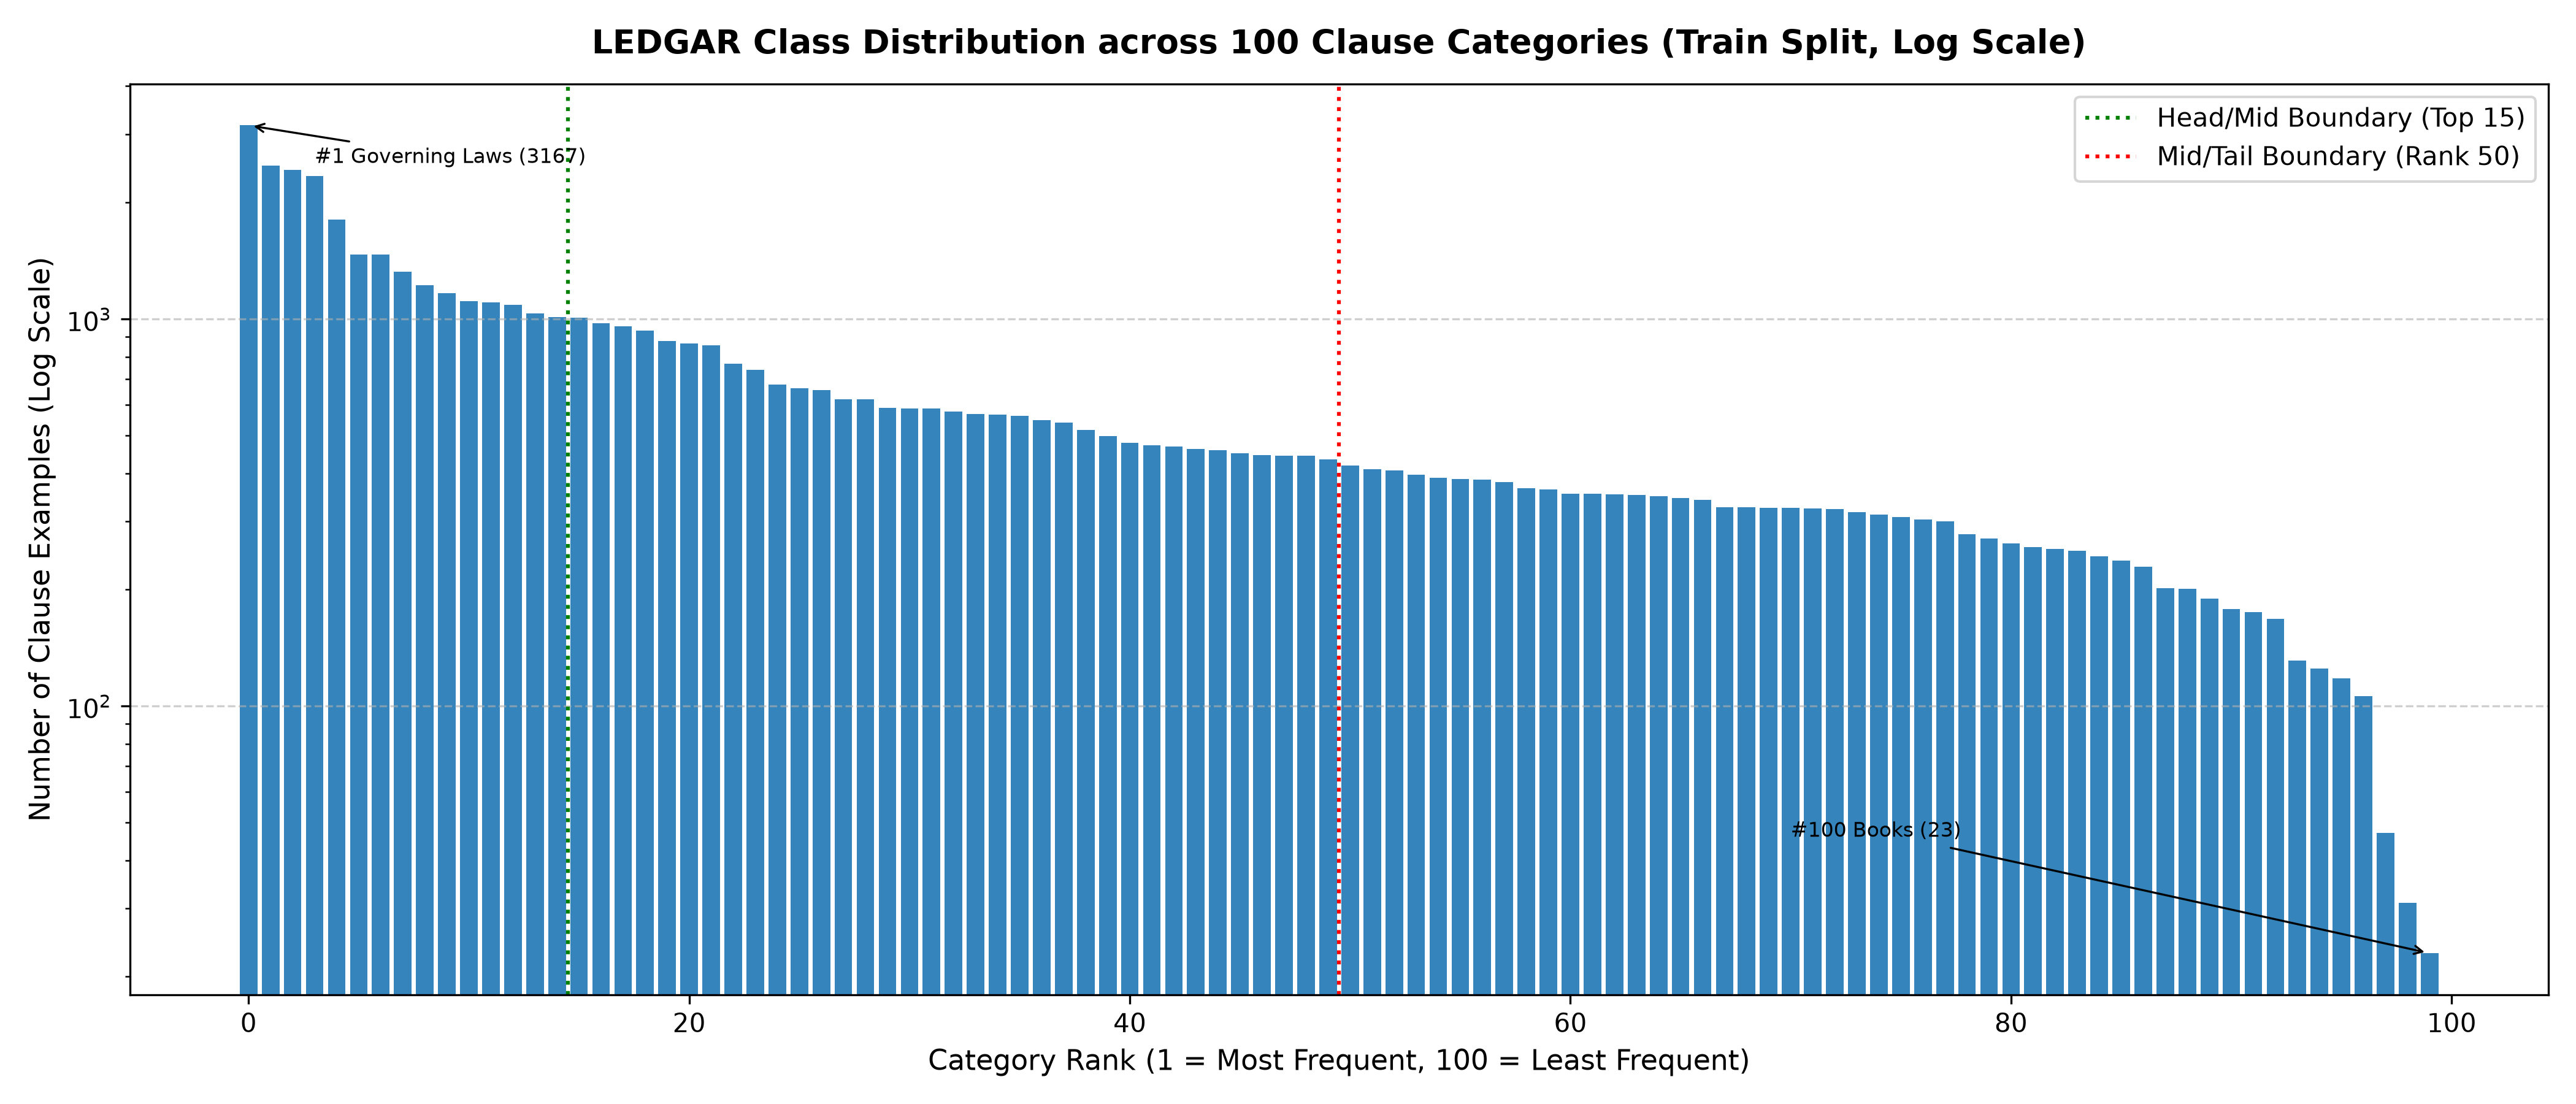 LEDGAR Class Distribution across 100 Clause Categories (Train Split, Log Scale)
Head/Mid Boundary (Top 15)
Mid/Tail Boundary (Rank 50)
#1 Governing Laws (3167)
Number of Clause Examples (Log Scale)
10³
10²
#100 Books (23)
0 20 40 60 80 100
Category Rank (1 = Most Frequent, 100 = Least Frequent)